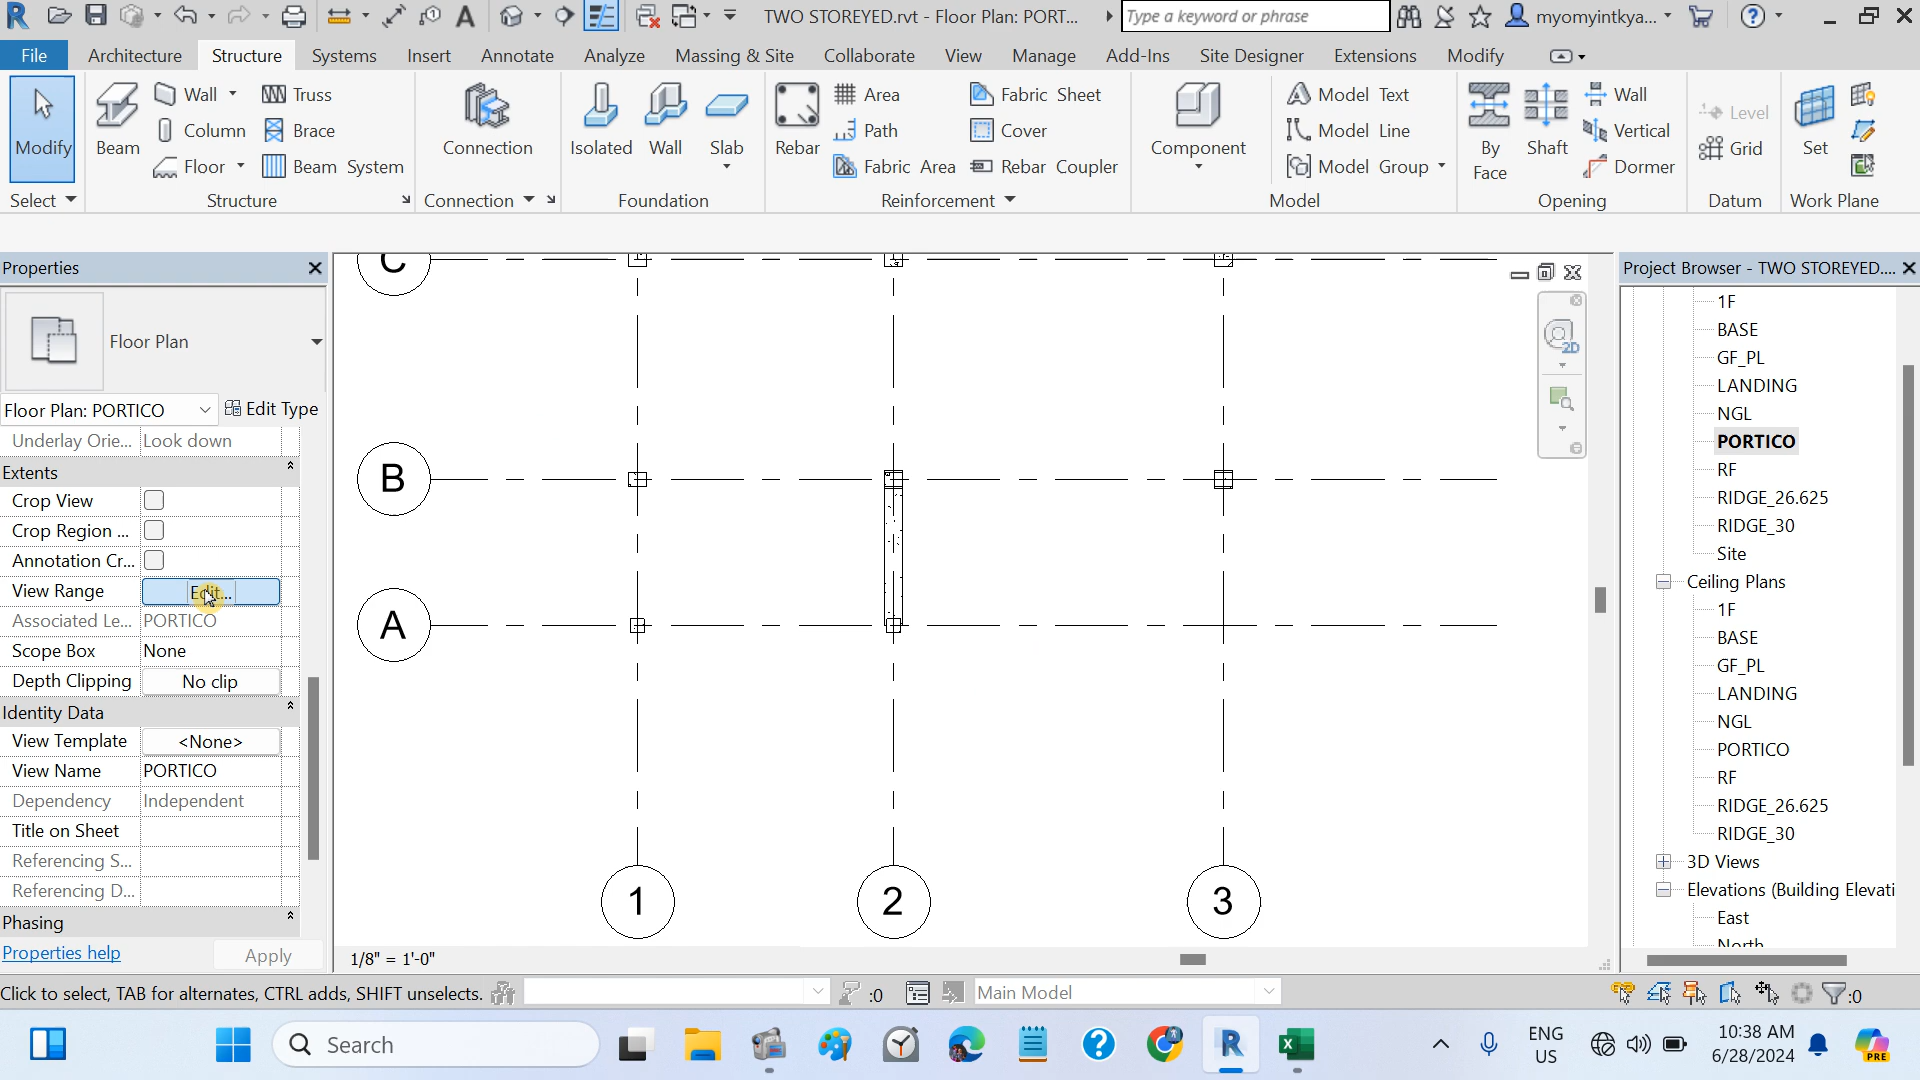 TWO STOREYED.rvt - Floor Plan: PORT...
Type a keyword or phrase
myomyintkya...
File
Architecture
Structure
Systems
Insert
Annotate
Analyze
Massing & Site
Collaborate
View
Manage
Add-Ins
Site Designer
Extensions
Modify
Modify
Select
Beam
Wall
Column
Floor
Truss
Brace
Beam System
Structure
Connection
Connection
Isolated
Wall
Slab
Foundation
Rebar
Area
Path
Fabric Area
Fabric Sheet
Cover
Rebar Coupler
Reinforcement
Component
Model Text
Model Line
Model Group
Model
By
Face
Shaft
Wall
Vertical
Dormer
Opening
Level
Grid
Datum
Set
Work Plane
Properties
Floor Plan
Floor Plan: PORTICO
Edit Type
Underlay Orie... Look down
Extents
Crop View
Crop Region ...
Annotation Cr...
View Range Edit...
Associated Le... PORTICO
Scope Box None
Depth Clipping No clip
Identity Data
View Template <None>
View Name PORTICO
Dependency Independent
Title on Sheet
Referencing S...
Referencing D...
Phasing
Properties help
Apply
C
B
A
1
2
3
2D
1/8" = 1'-0"
Project Browser - TWO STOREYED....
1F
BASE
GF_PL
LANDING
NGL
PORTICO
RF
RIDGE_26.625
RIDGE_30
Site
Ceiling Plans
1F
BASE
GF_PL
LANDING
NGL
PORTICO
RF
RIDGE_26.625
RIDGE_30
3D Views
Elevations (Building Elevati
East
North
Click to select, TAB for alternates, CTRL adds, SHIFT unselects.
:0
Main Model
:0
Search
ENG
US
10:38 AM
6/28/2024
PRE